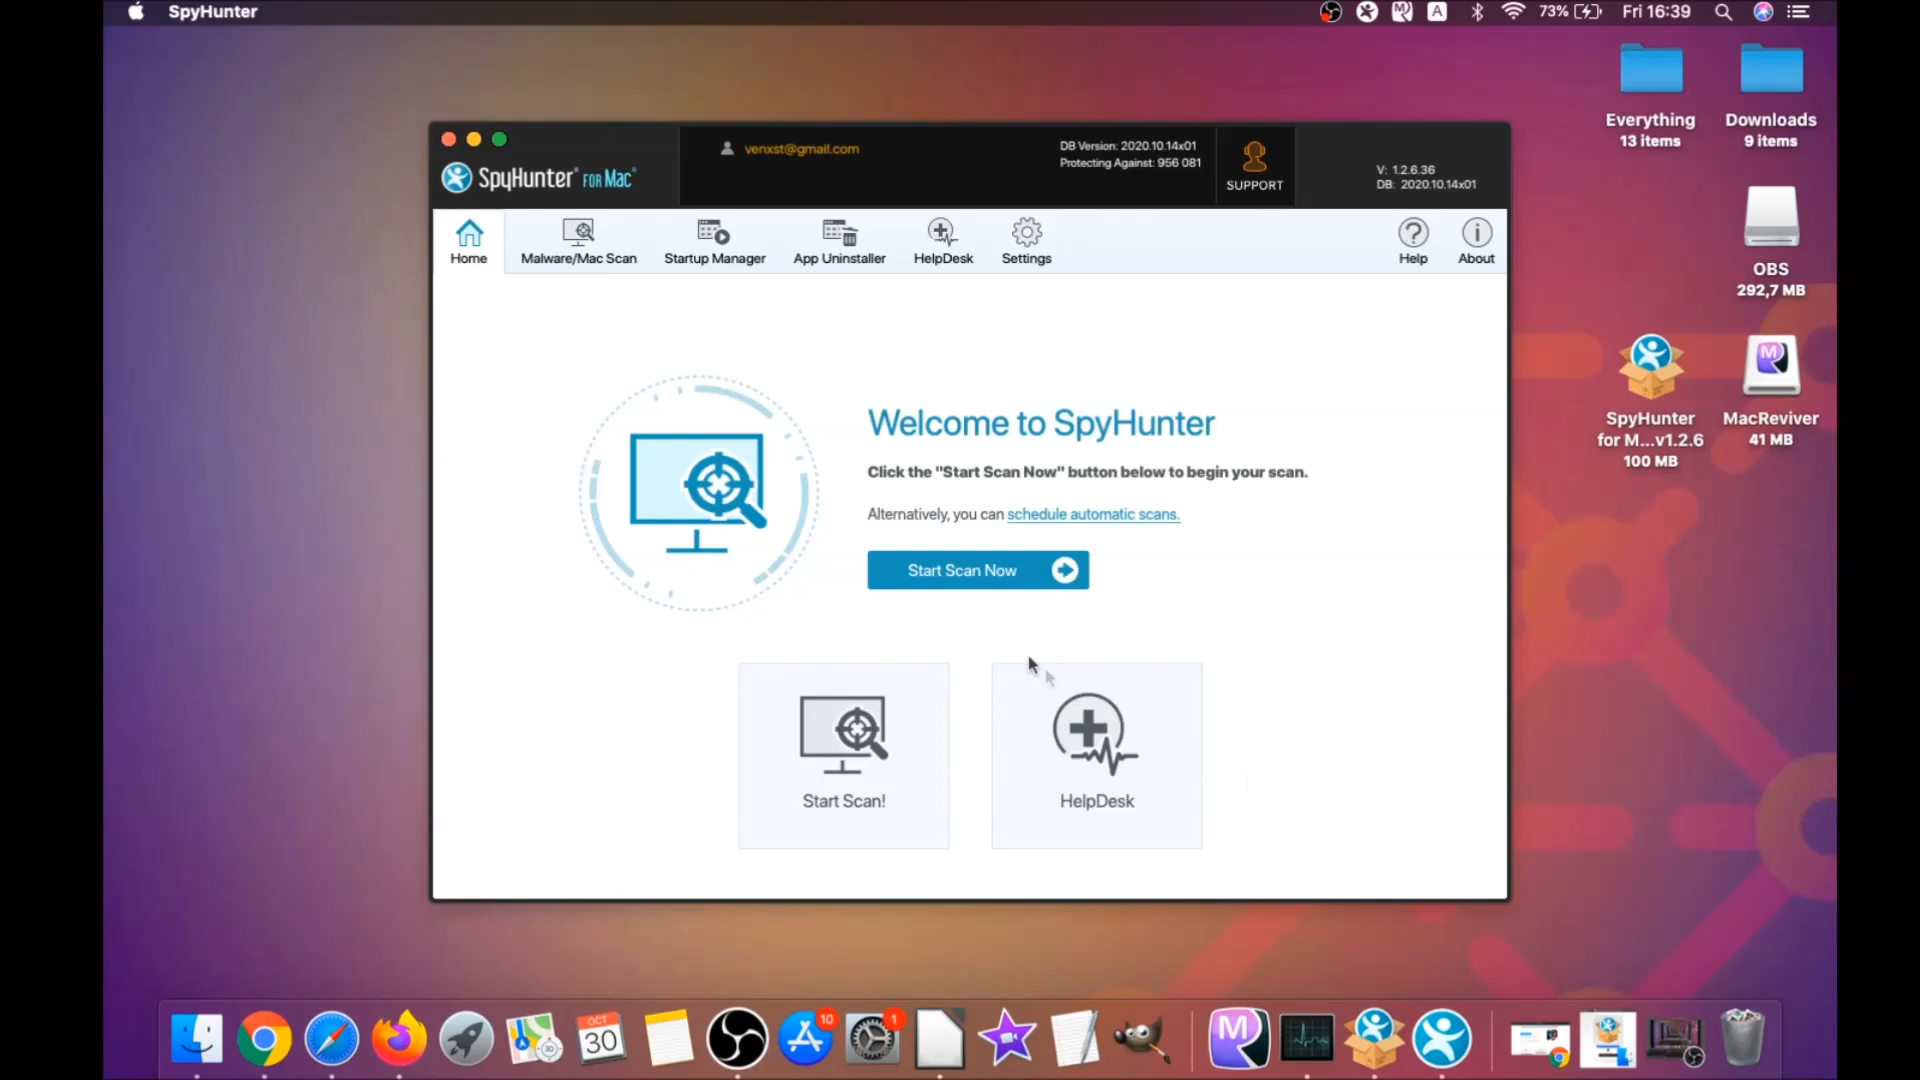 SpyHunter
A
73%
Fri 16:39
Everything
13 items
Downloads
9 items
OBS
292,7 MB
SpyHunter
for M...v1.2.6
100 MB
MacReviver
41 MB
SpyHunter® FOR MAC®
venxst@gmail.com
DB Version: 2020.10.14x01
Protecting Against: 956 081
SUPPORT
V: 1.2.6.36
DB: 2020.10.14x01
Home
Malware/Mac Scan
Startup Manager
App Uninstaller
HelpDesk
Settings
Help
About
Welcome to SpyHunter
Click the "Start Scan Now" button below to begin your scan.
Alternatively, you can schedule automatic scans.
Start Scan Now
Start Scan!
HelpDesk
OCT
30
10
1
M